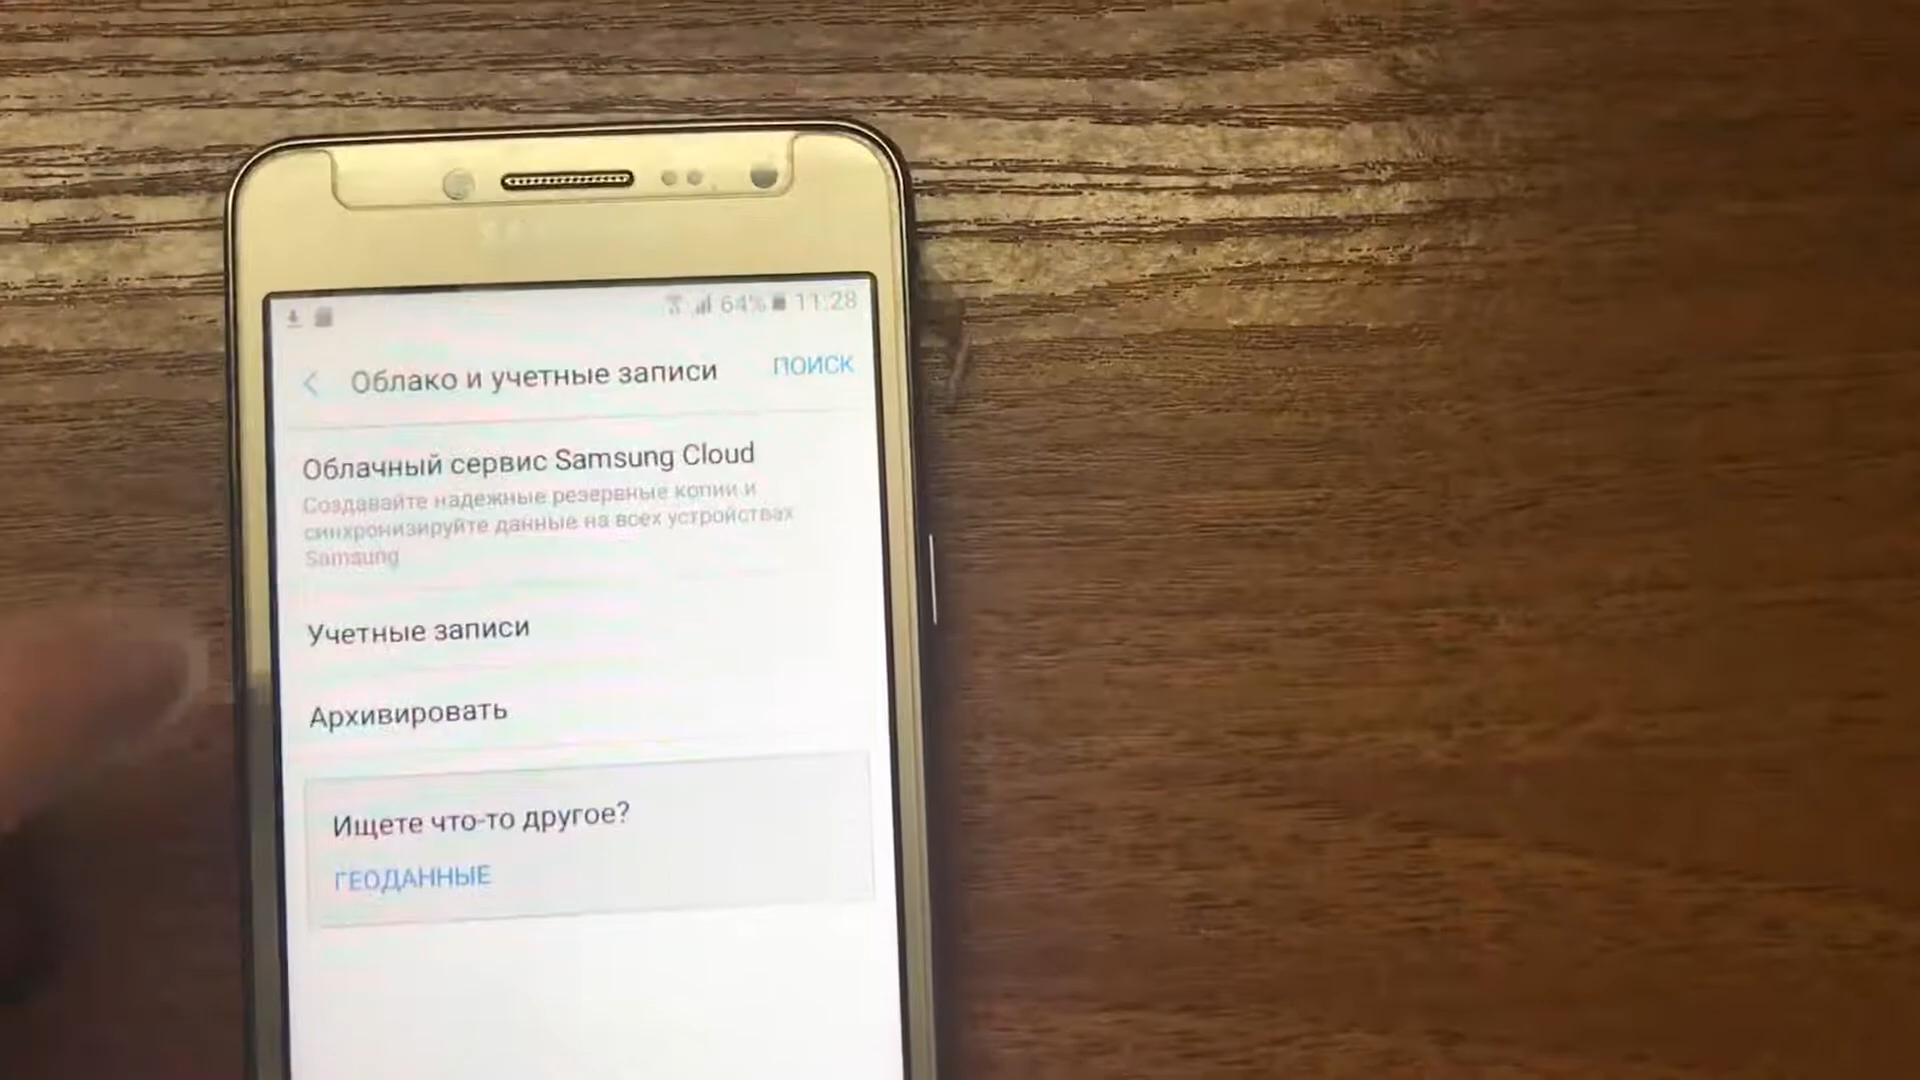 64% 11:28
Облако и учетные записи ПОИСК
Облачный сервис Samsung Cloud
Создавайте надежные резервные копии и
синхронизируйте данные на всех устройствах
Samsung
Учетные записи
Архивировать
Ищете что-то другое?
ГЕОДАННЫЕ